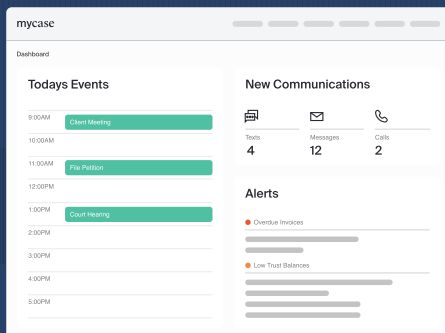 mycase
Dashboard
Todays Events
9:00AM
Client Meeting
10:00AM
11:00AM
File Petition
12:00PM
1:00PM
Court Hearing
2:00PM
3:00PM
4:00PM
5:00PM
New Communications
Texts
4
Messages
12
Calls
2
Alerts
Overdue Invoices
Low Trust Balances